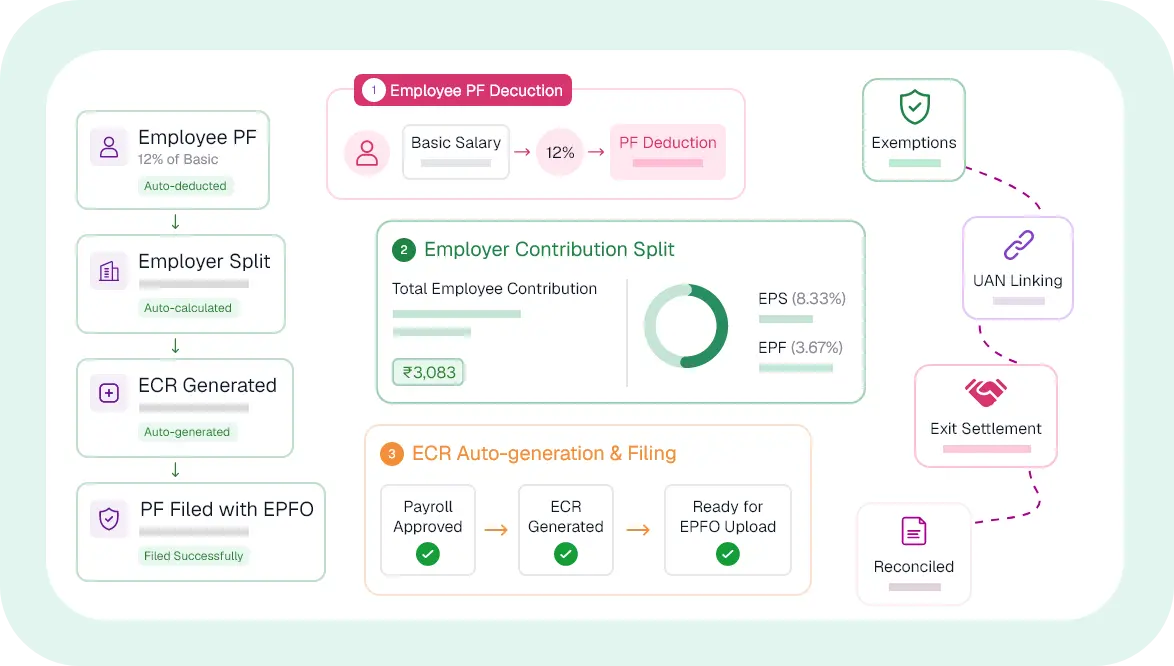 Employee PF
12% of Basic
Auto-deducted
Employer Split
Auto-calculated
ECR Generated
Auto-generated
PF Filed with EPFO
Filed Successfully
1 Employee PF Decuction
Basic Salary
12%
PF Deduction
2 Employer Contribution Split
Total Employee Contribution
₹3,083
EPS (8.33%)
EPF (3.67%)
3 ECR Auto-generation & Filing
Payroll
Approved
ECR
Generated
Ready for
EPFO Upload
Exemptions
UAN Linking
Exit Settlement
Reconciled